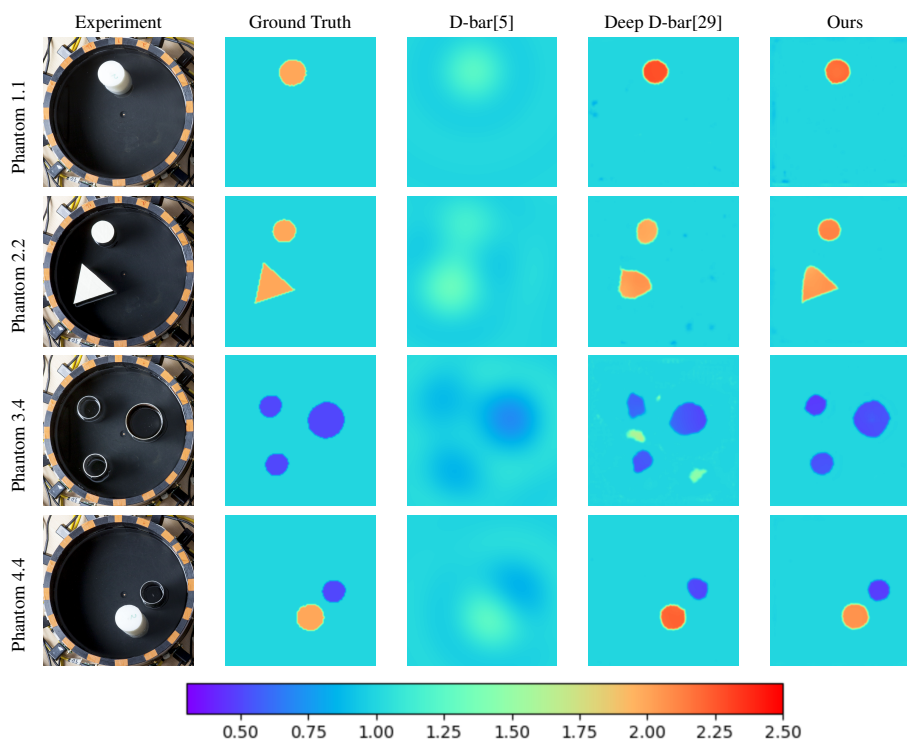 Experiment Ground Truth D-bar[5] Deep D-bar[29] Ours
Phantom 1.1
Phantom 2.2
Phantom 3.4
Phantom 4.4
0.50 0.75 1.00 1.25 1.50 1.75 2.00 2.25 2.50